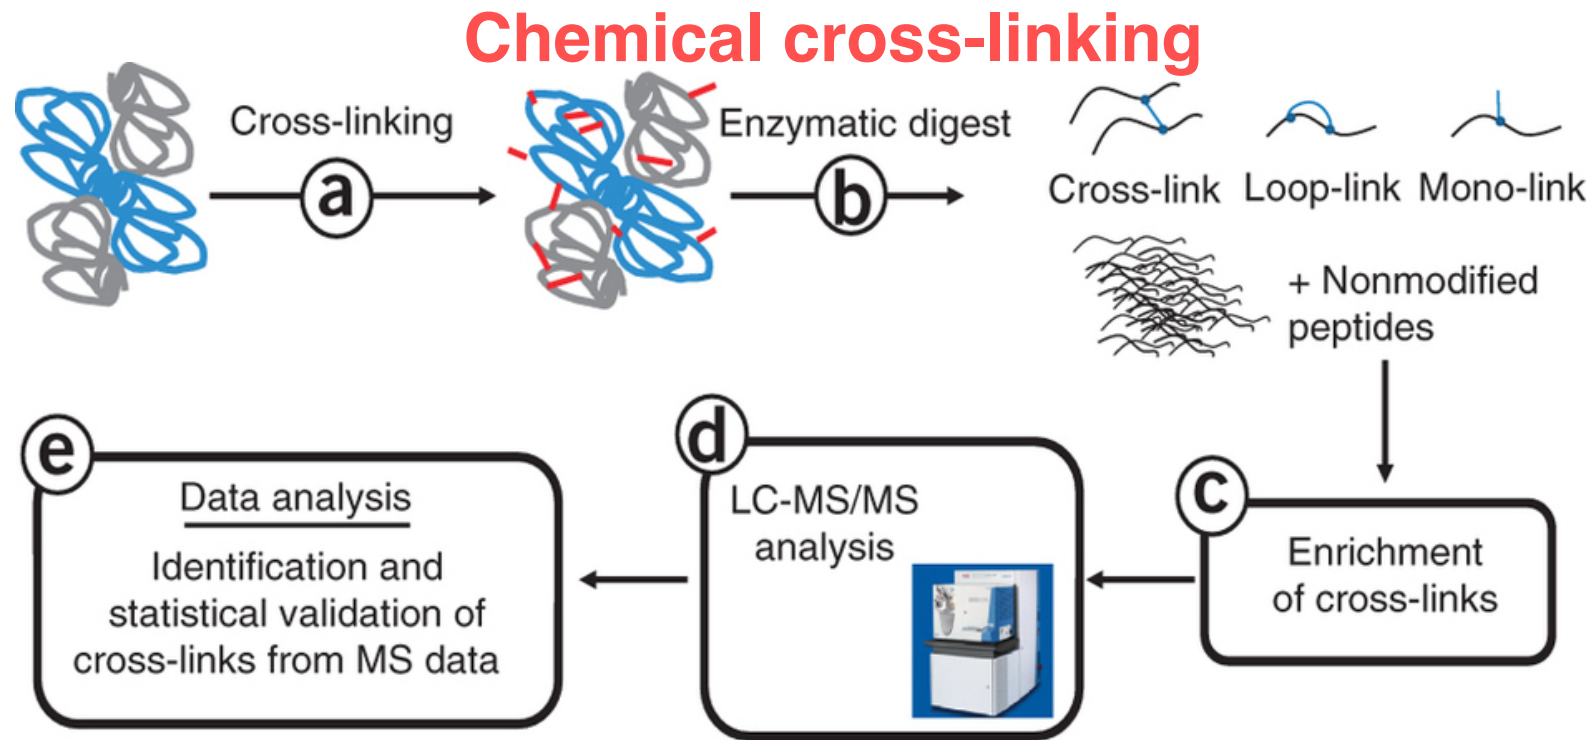 Chemical cross-linking
Cross-linking
a
Enzymatic digest
b
Cross-link
Loop-link
Mono-link
+ Nonmodified
peptides
c
Enrichment
of cross-links
d
LC-MS/MS
analysis
e
Data analysis
Identification and
statistical validation of
cross-links from MS data